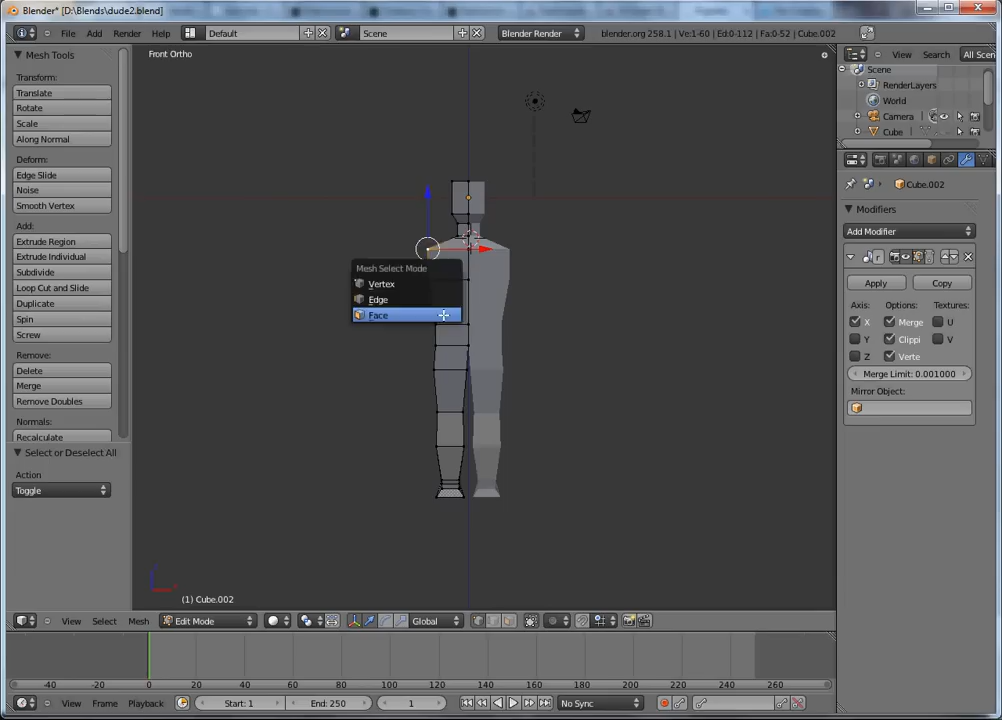 Blender* [D:\Blends\dude2.blend]
File Add Render Help Default Scene Blender Render blender.org 258.1 | Ve:1-60 | Ed:0-112 | Fa:0-52 | Cube.002
Mesh Tools
Transform:
Translate
Rotate
Scale
Along Normal
Deform:
Edge Slide
Noise
Smooth Vertex
Add:
Extrude Region
Extrude Individual
Subdivide
Loop Cut and Slide
Duplicate
Spin
Screw
Remove:
Delete
Merge
Remove Doubles
Normals:
Recalculate
Select or Deselect All
Action
Toggle
Front Ortho
Mesh Select Mode
Vertex
Edge
Face
(1) Cube.002
View Select Mesh Edit Mode Global
View Search All Scen
Scene
RenderLayers
World
Camera
Cube
Cube.002
Modifiers
Add Modifier
Apply Copy
Axis: Options: Textures:
X Merge U
Y Clippi V
Z Verte
Merge Limit: 0.001000
Mirror Object:
-40 -20 0 20 40 60 80 100 120 140 160 180 200 220 240 260
View Frame Playback Start: 1 End: 250 1 No Sync